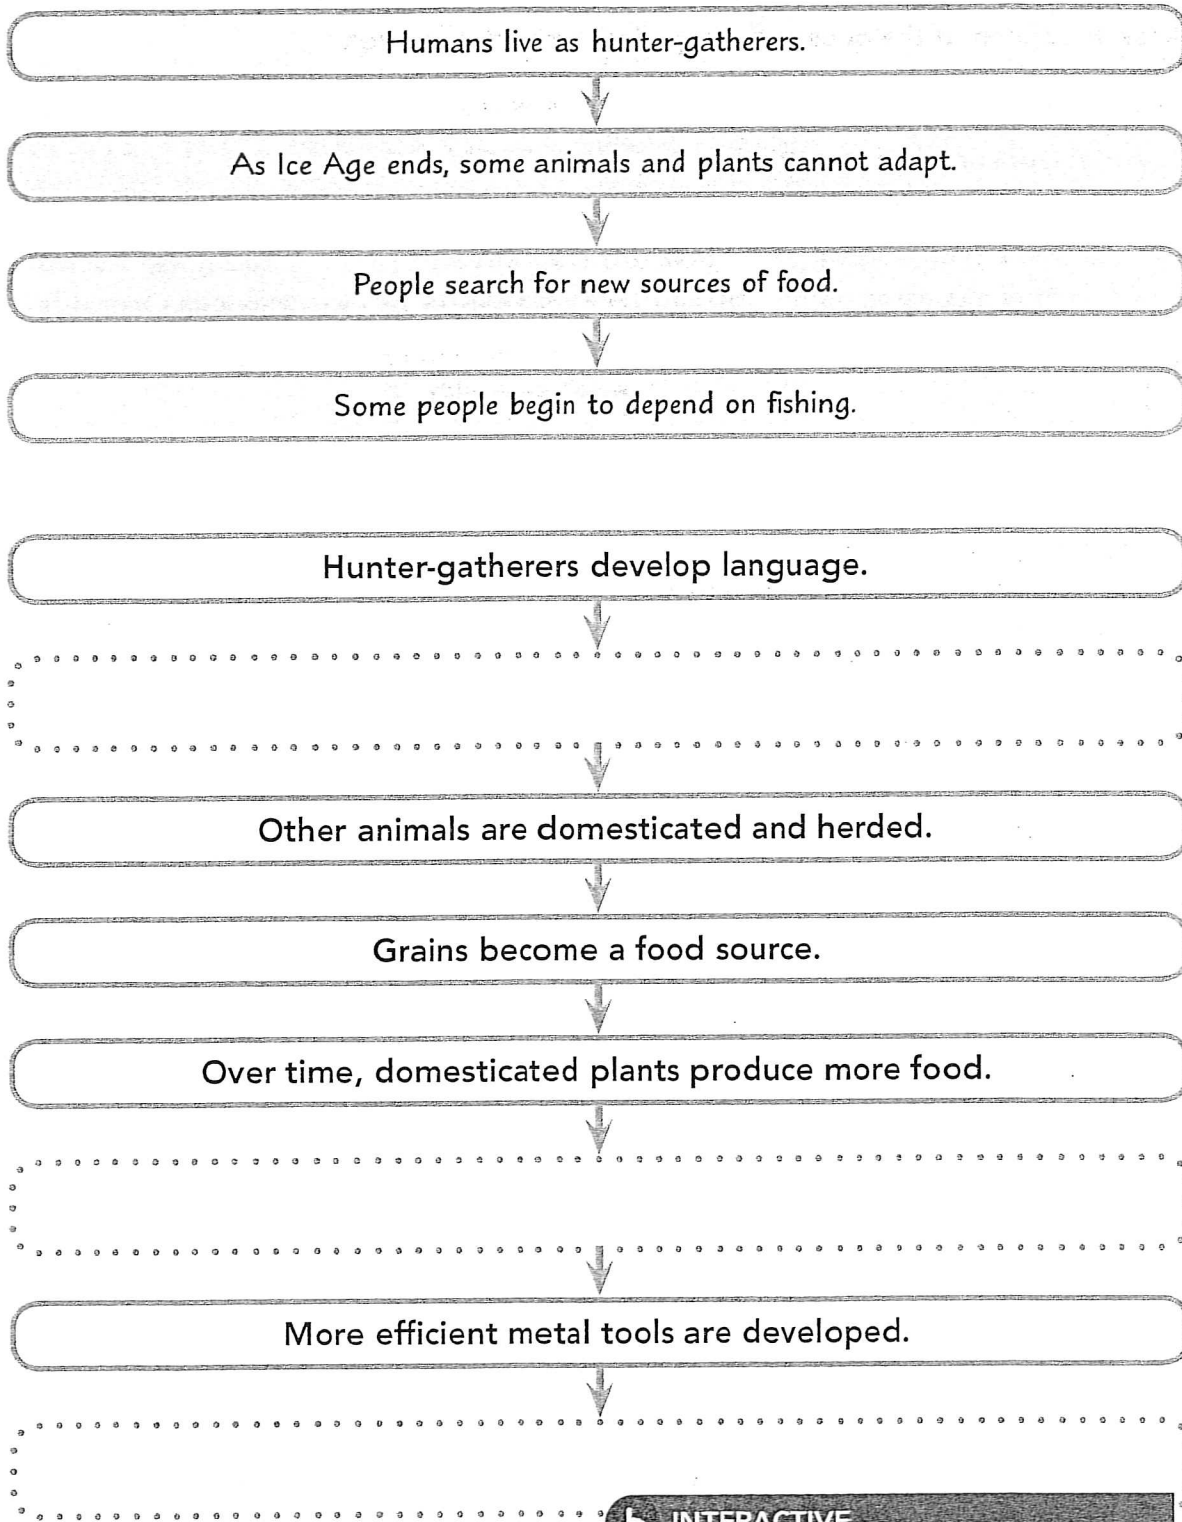 Humans live as hunter-gatherers.
As Ice Age ends, some animals and plants cannot adapt.
People search for new sources of food.
Some people begin to depend on fishing.
Hunter-gatherers develop language.
Other animals are domesticated and herded.
Grains become a food source.
Over time, domesticated plants produce more food.
More efficient metal tools are developed.
INTERACTIVE